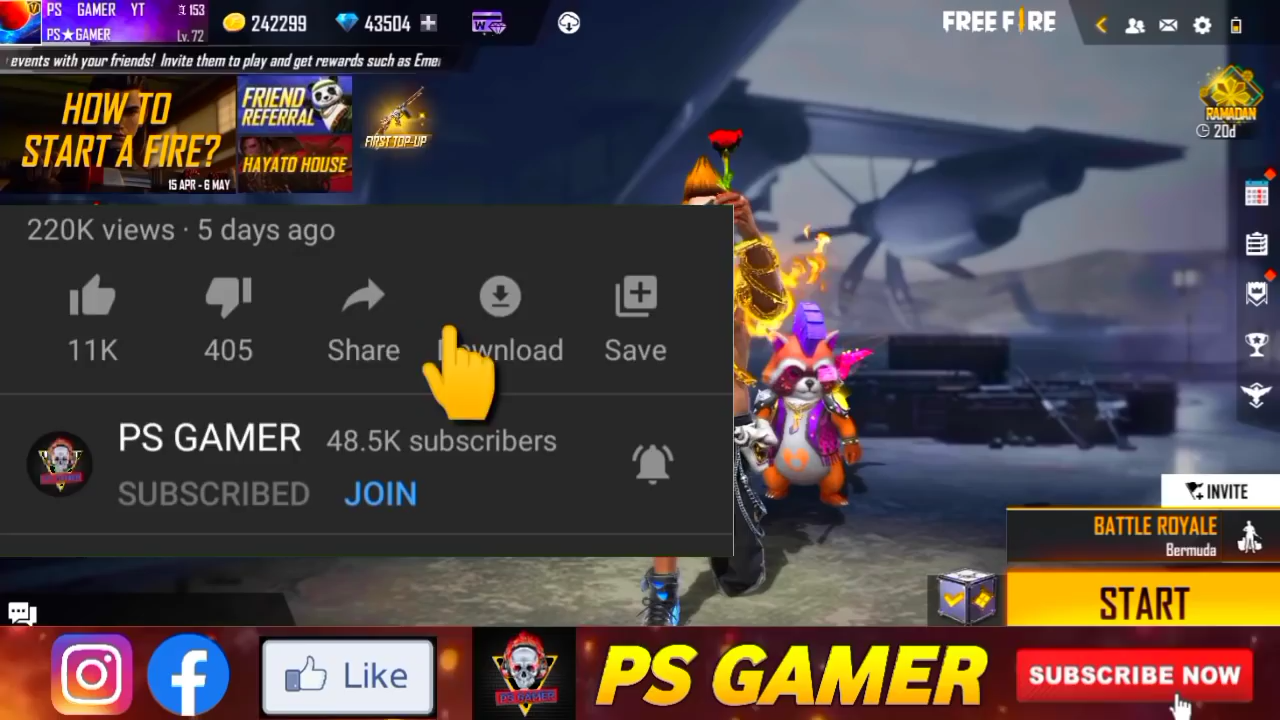 PS GAMER YT
153
PS★GAMER
Lv. 72
242299
43504
W
FREE FIRE
events with your friends! Invite them to play and get rewards such as Eme
HOW TO
START A FIRE?
15 APR - 6 MAY
FRIEND
REFERRAL
HAYATO HOUSE
FIRST TOP-UP
RAMADAN
20d
220K views · 5 days ago
11K
405
Share
Download
Save
PS GAMER
48.5K subscribers
SUBSCRIBED
JOIN
INVITE
BATTLE ROYALE
Bermuda
START
Like
PS GAMER
PS GAMER
SUBSCRIBE NOW